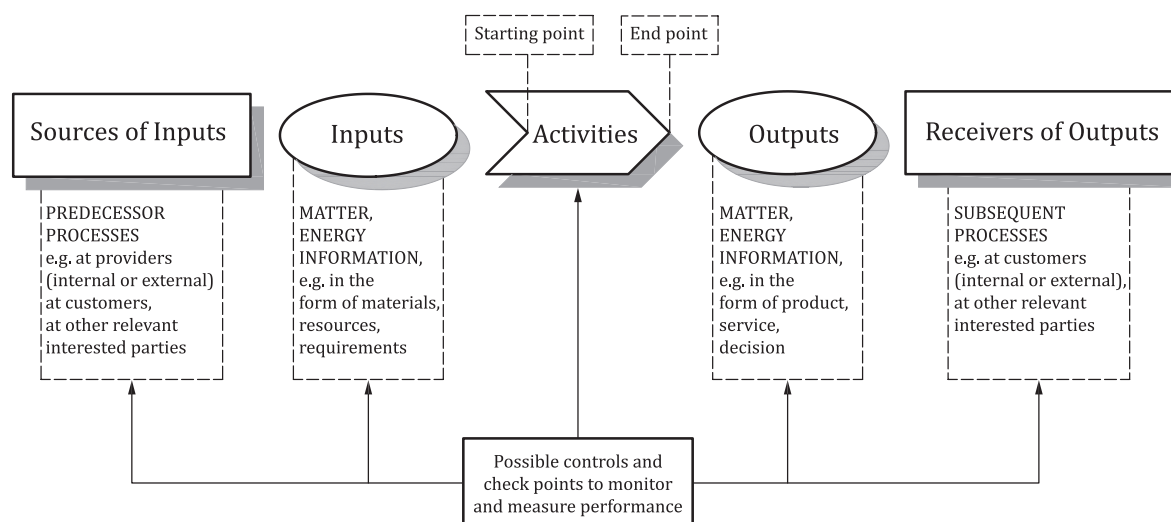 Starting point
End point
Sources of Inputs
Inputs
Activities
Outputs
Receivers of Outputs
PREDECESSOR
PROCESSES
e.g. at providers
(internal or external)
at customers,
at other relevant
interested parties
MATTER,
ENERGY
INFORMATION,
e.g. in the
form of materials,
resources,
requirements
MATTER,
ENERGY
INFORMATION,
e.g. in the
form of product,
service,
decision
SUBSEQUENT
PROCESSES
e.g. at customers
(internal or external),
at other relevant
interested parties
Possible controls and
check points to monitor
and measure performance